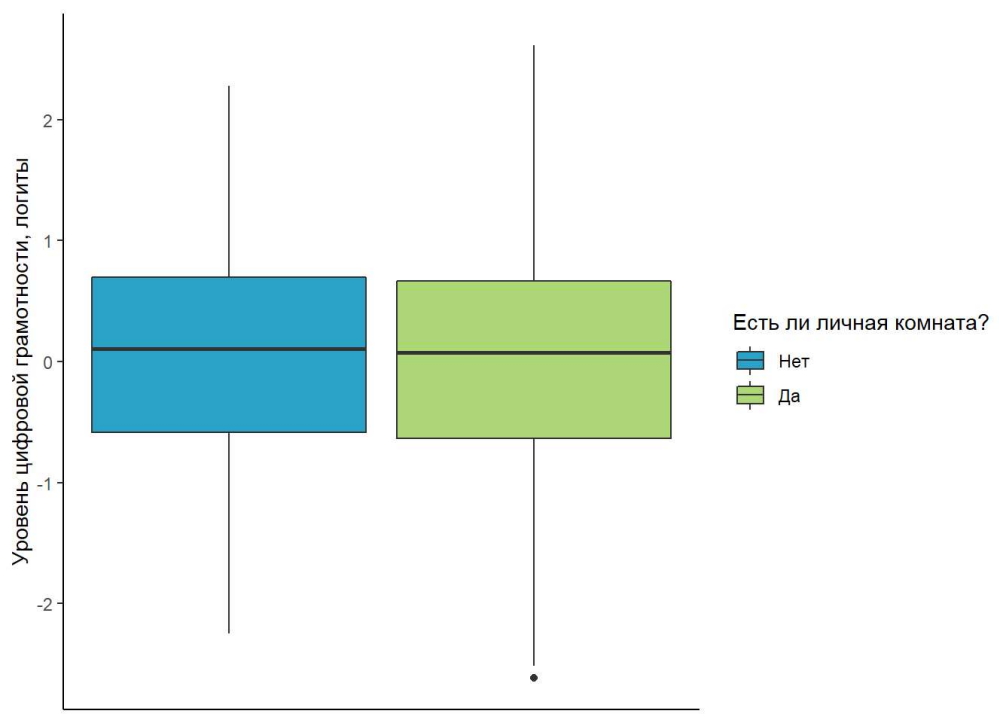 Уровень цифровой грамотности, логиты
2
1
0
-1
-2
Есть ли личная комната?
Нет
Да